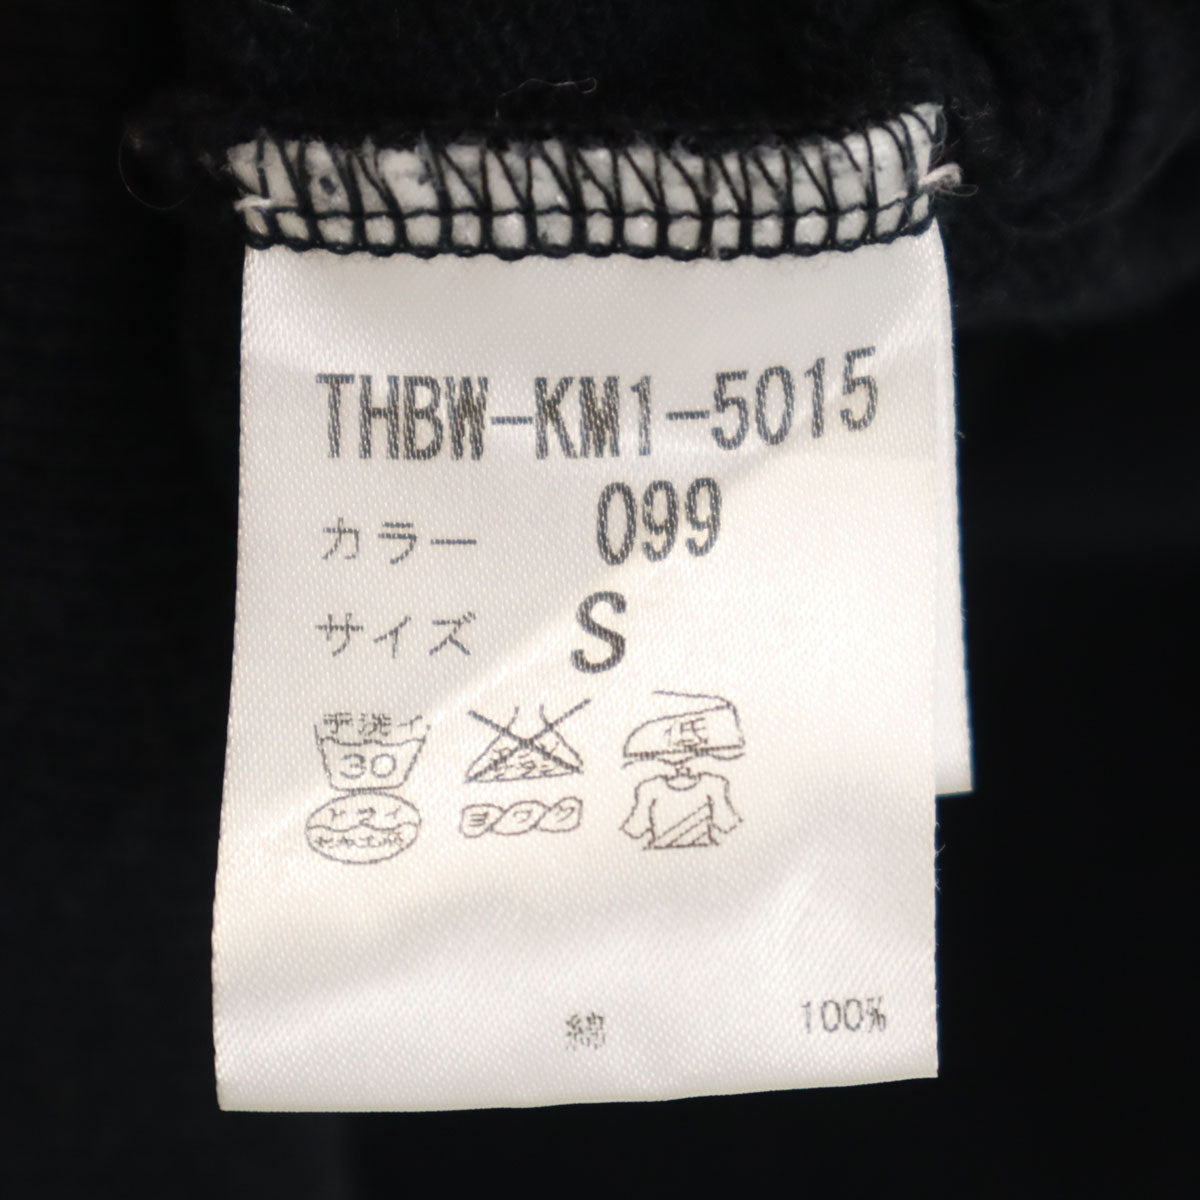 THBW-KM1-5015
カラー 099
サイズ S
手洗イ
30
低
ヨワク
綿 100%